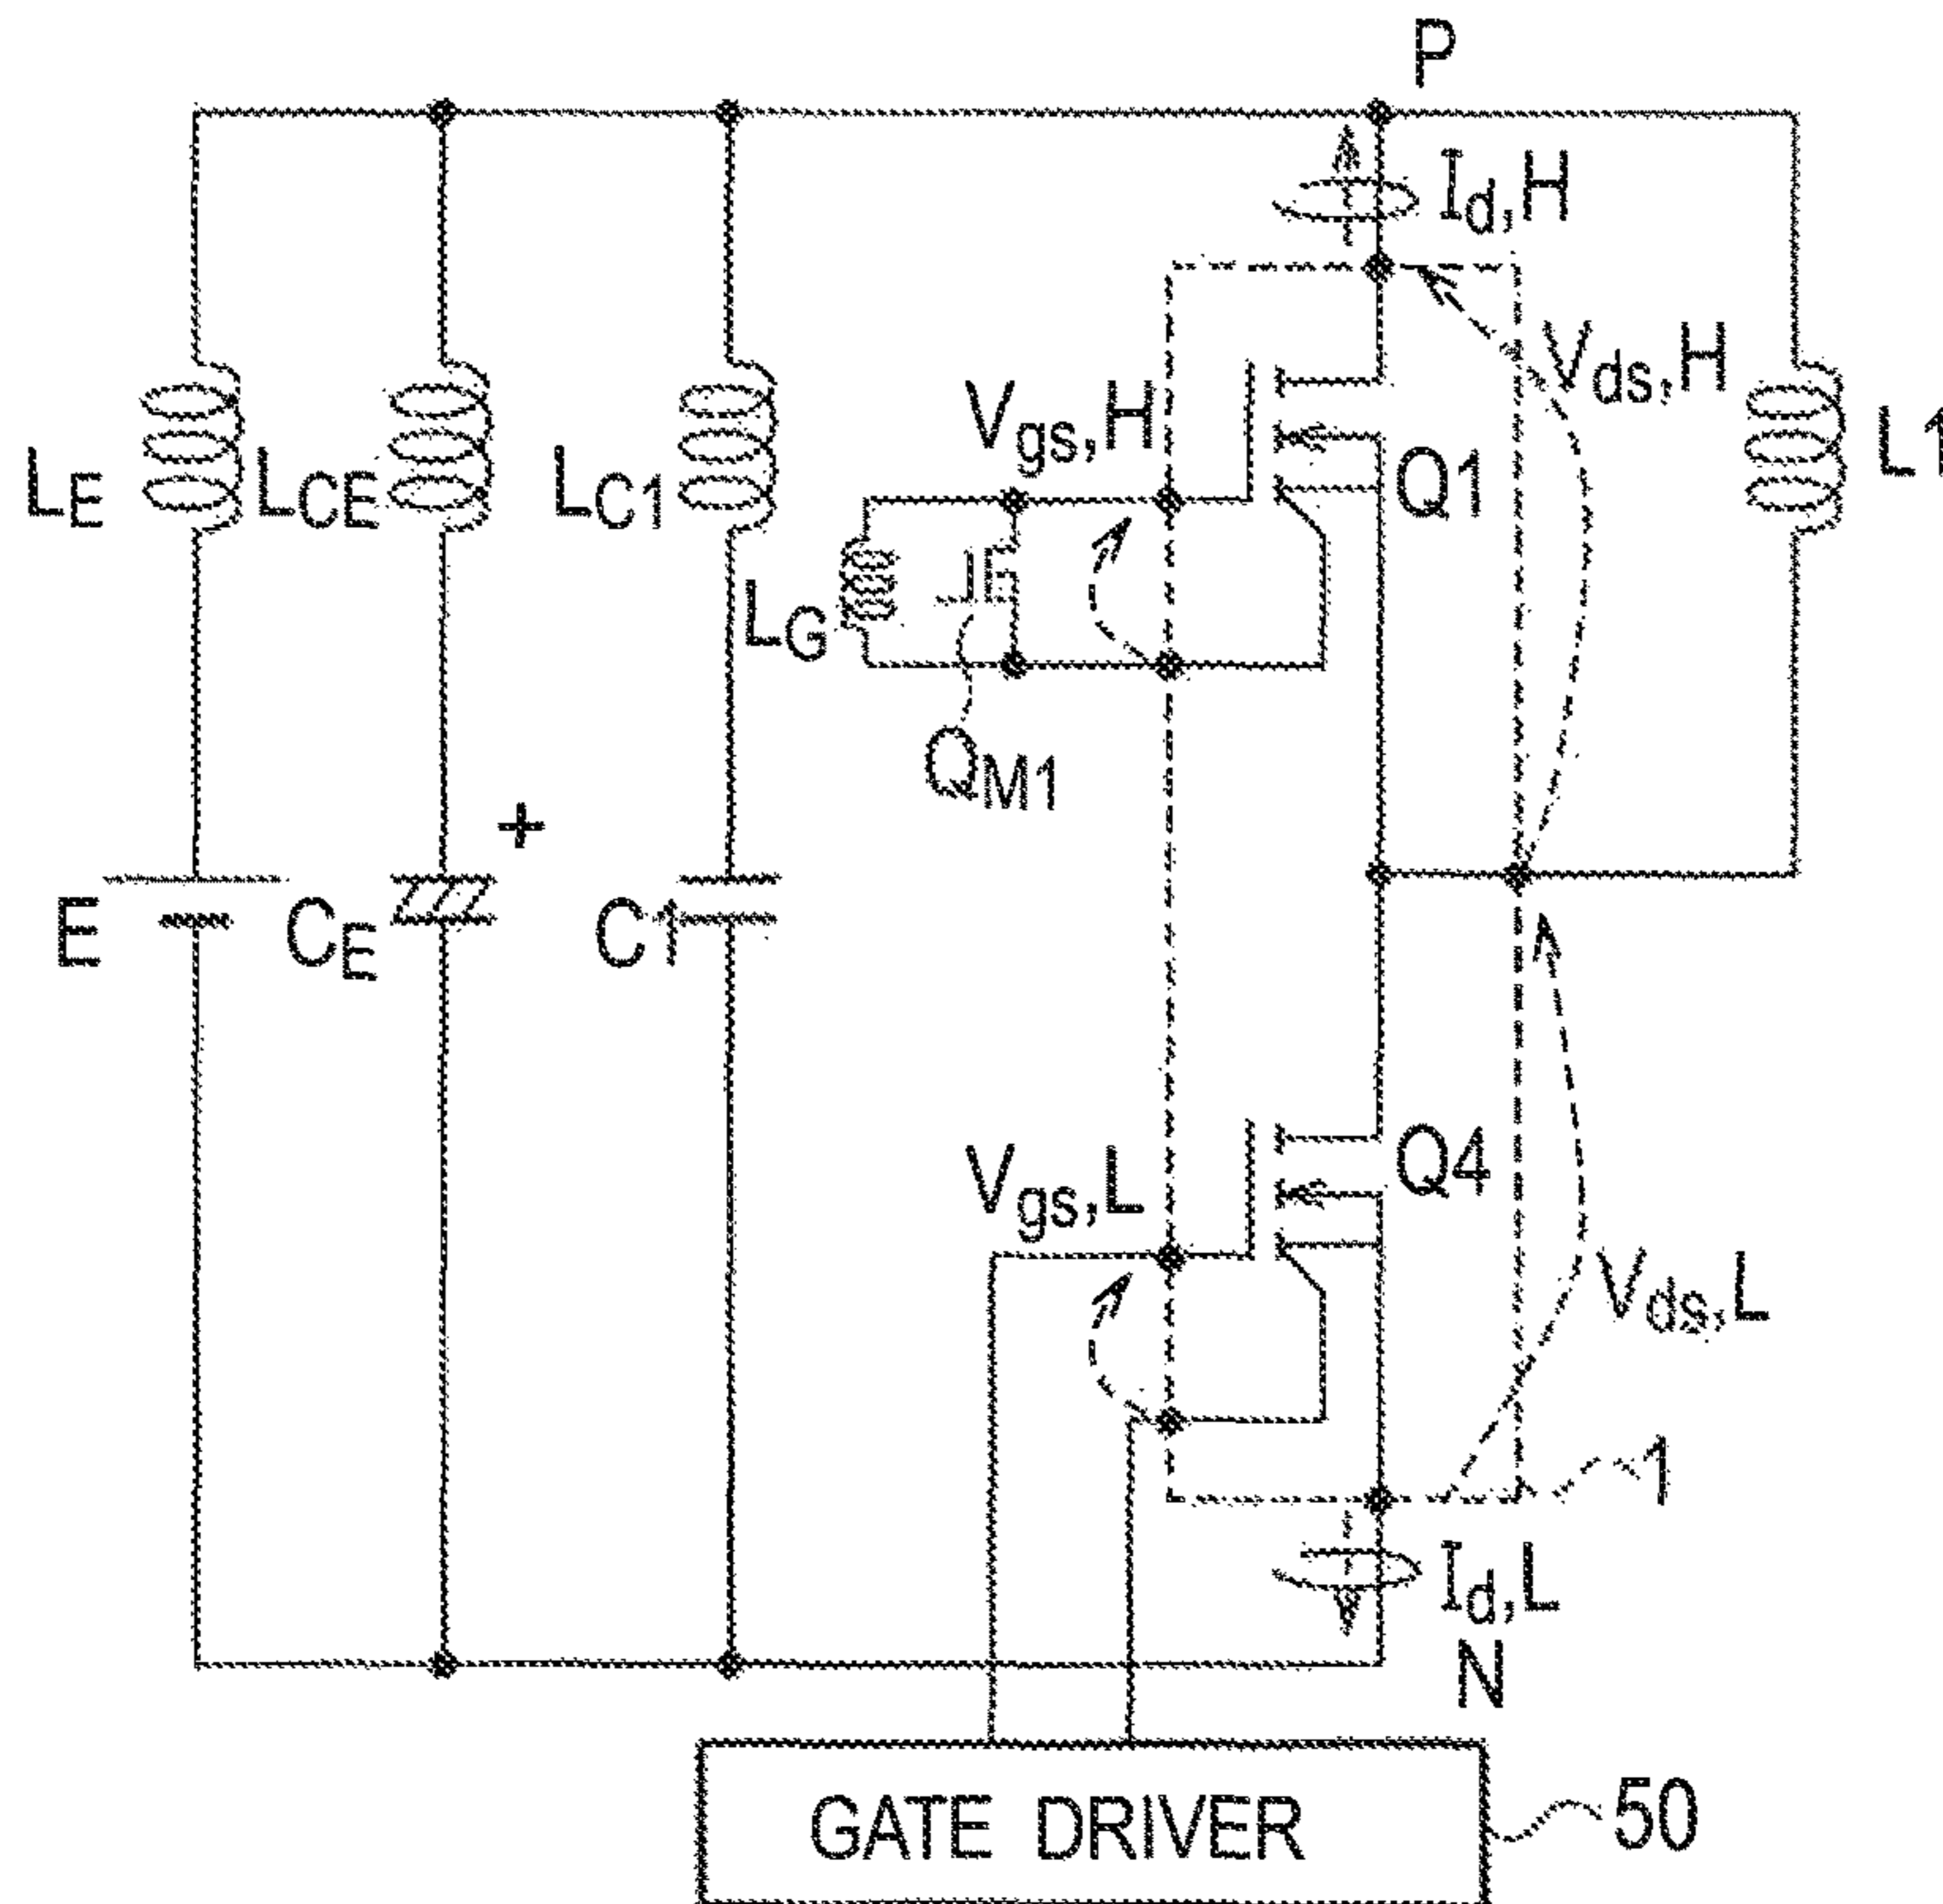 P
Id,H
Vds,H
Vgs,H
LE
LCE
LC1
Q1
L1
LG
QM1
+
E
CE
C1
Q4
Vgs,L
Vds,L
1
Id,L
N
GATE DRIVER
50